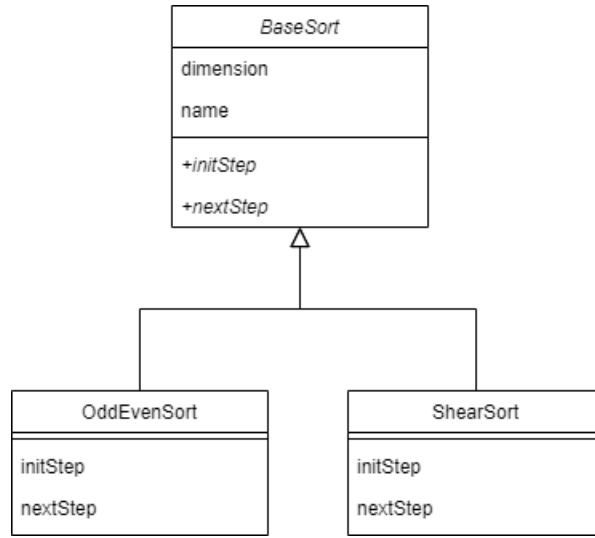 BaseSort
dimension
name
+initStep
+nextStep
OddEvenSort
initStep
nextStep
ShearSort
initStep
nextStep